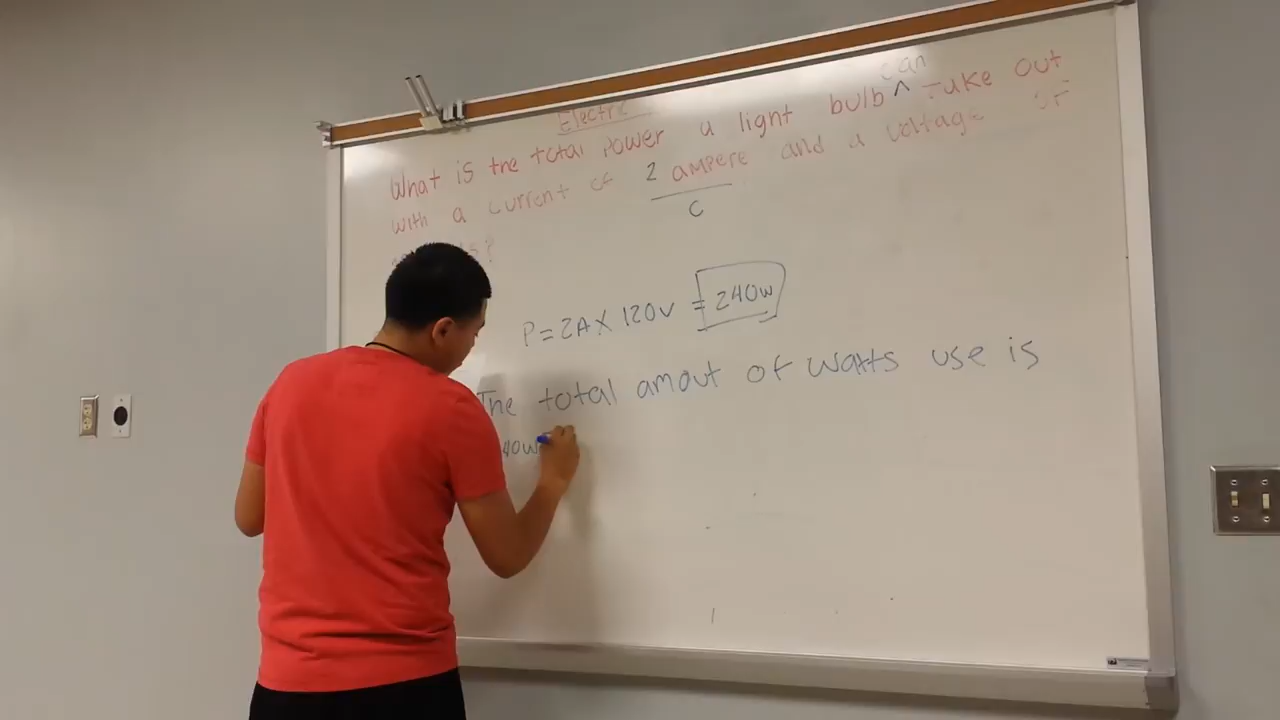 Electric
can
What is the total Power a light bulb ^ Take out
with a current of 2 ampere and a voltage of
C
P=2A X 120V = 240w
The total amout of watts use is
40w